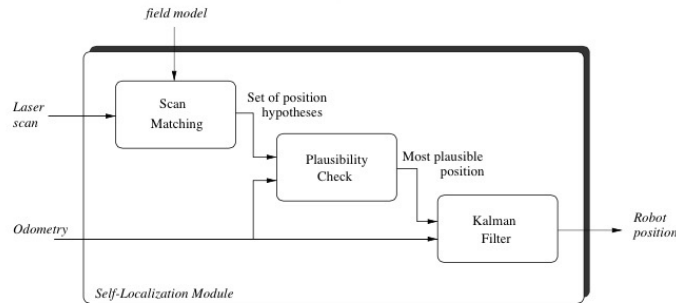 field model
Laser
scan
Scan
Matching
Set of position
hypotheses
Plausibility
Check
Most plausible
position
Odometry
Kalman
Filter
Robot
position
Self-Localization Module